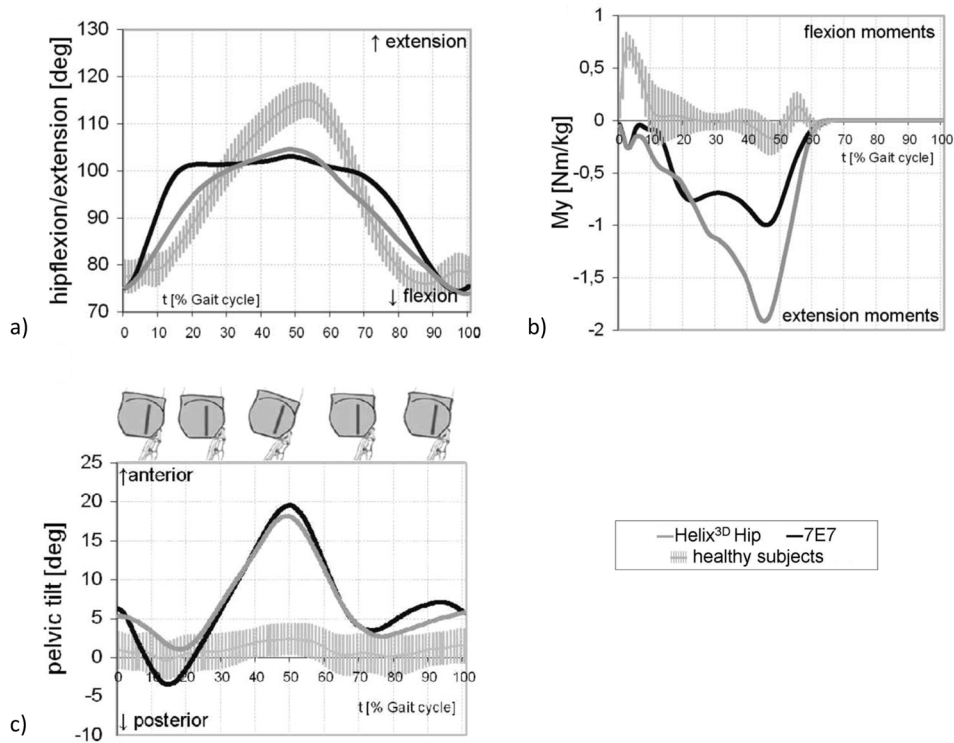 130
120
110
100
90
80
70
hipflexion/extension [deg]
↑ extension
t [% Gait cycle]
↓ flexion
0 10 20 30 40 50 60 70 80 90 100
a)
1
0,5
0
-0,5
-1
-1,5
-2
My [Nm/kg]
flexion moments
0 10 20 30 40 50 60 70 80 90 100
t [% Gait cycle]
extension moments
b)
25
20
15
10
5
0
-5
-10
pelvic tilt [deg]
↑anterior
0 10 20 30 40 50 60 70 80 90 100
t [% Gait cycle]
↓ posterior
c)
Helix3D Hip 7E7
healthy subjects